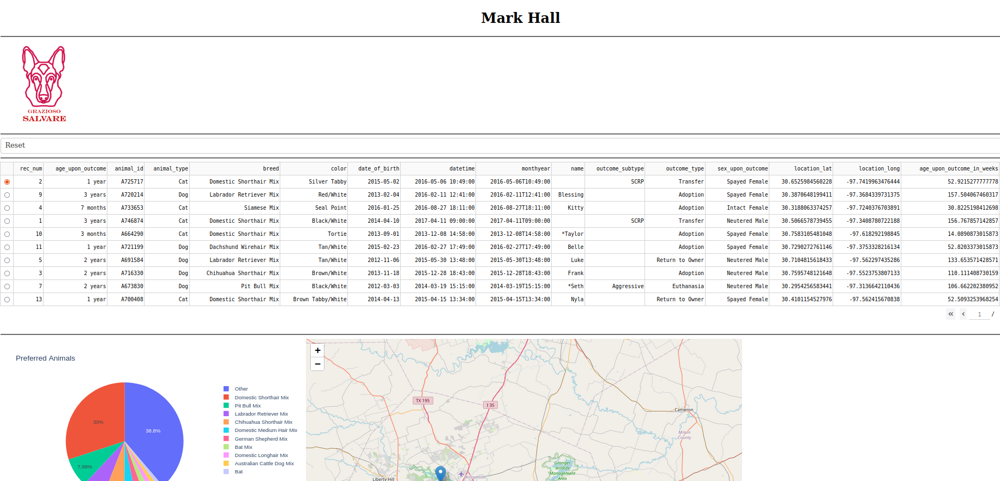 Mark Hall
GRAZIOSO
SALVARE
Reset
rec_num age_upon_outcome animal_id animal_type breed color date_of_birth datetime monthyear name outcome_subtype outcome_type sex_upon_outcome location_lat location_long age_upon_outcome_in_weeks
2 1 year A725717 Cat Domestic Shorthair Mix Silver Tabby 2015-05-02 2016-05-06 10:49:00 2016-05-06T10:49:00 SCRP Transfer Spayed Female 30.6525984560228 -97.7419963476444 52.9215277777778
9 3 years A720214 Dog Labrador Retriever Mix Red/White 2013-02-04 2016-02-11 12:41:00 2016-02-11T12:41:00 Blessing Adoption Spayed Female 30.3870648199411 -97.3684339731375 157.504067460317
4 7 months A733653 Cat Siamese Mix Seal Point 2016-01-25 2016-08-27 18:11:00 2016-08-27T18:11:00 Kitty Adoption Intact Female 30.3188063374257 -97.7240376703891 30.8225198412698
1 3 years A746874 Cat Domestic Shorthair Mix Black/White 2014-04-10 2017-04-11 09:00:00 2017-04-11T09:00:00 SCRP Transfer Neutered Male 30.5066578739455 -97.3408780722188 156.767857142857
10 3 months A664290 Cat Domestic Shorthair Mix Tortie 2013-09-01 2013-12-08 14:58:00 2013-12-08T14:58:00 *Taylor Adoption Spayed Female 30.7583105481048 -97.618292198845 14.0890873015873
11 1 year A721199 Dog Dachshund Wirehair Mix Tan/White 2015-02-23 2016-02-27 17:49:00 2016-02-27T17:49:00 Belle Adoption Spayed Female 30.7290272761146 -97.3753328216134 52.8203373015873
5 2 years A691584 Dog Labrador Retriever Mix Tan/White 2012-11-06 2015-05-30 13:48:00 2015-05-30T13:48:00 Luke Return to Owner Neutered Male 30.7104815618433 -97.562297435286 133.653571428571
3 2 years A716330 Dog Chihuahua Shorthair Mix Brown/White 2013-11-18 2015-12-28 18:43:00 2015-12-28T18:43:00 Frank Adoption Neutered Male 30.7595748121648 -97.5523753807133 110.111408730159
7 2 years A673830 Dog Pit Bull Mix Black/White 2012-03-03 2014-03-19 15:15:00 2014-03-19T15:15:00 *Seth Aggressive Euthanasia Neutered Male 30.2954256583441 -97.3136642110436 106.662202380952
13 1 year A700408 Cat Domestic Shorthair Mix Brown Tabby/White 2014-04-13 2015-04-15 13:34:00 2015-04-15T13:34:00 Nyla Return to Owner Spayed Female 30.4101154527976 -97.562415670838 52.5093253968254
« ‹ 1 /
Preferred Animals
38.8%
30%
7.99%
Other
Domestic Shorthair Mix
Pit Bull Mix
Labrador Retriever Mix
Chihuahua Shorthair Mix
Domestic Medium Hair Mix
German Shepherd Mix
Bat Mix
Domestic Longhair Mix
Australian Cattle Dog Mix
Bat
+
−
TX 195
I 35
Cameron
Milam
County
Granger
Wildlife
Management
Area
Liberty Hill
Williamson